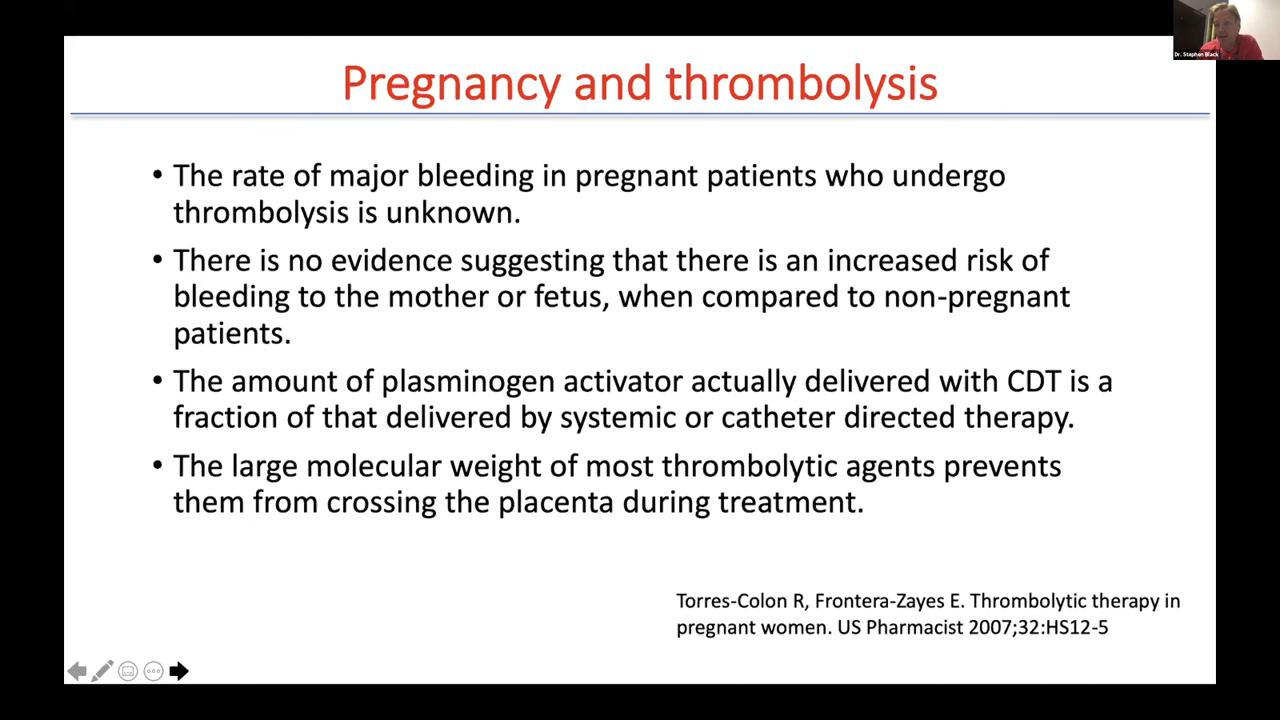 Pregnancy and thrombolysis
• The rate of major bleeding in pregnant patients who undergo
thrombolysis is unknown.
• There is no evidence suggesting that there is an increased risk of
bleeding to the mother or fetus, when compared to non-pregnant
patients.
• The amount of plasminogen activator actually delivered with CDT is a
fraction of that delivered by systemic or catheter directed therapy.
• The large molecular weight of most thrombolytic agents prevents
them from crossing the placenta during treatment.
Torres-Colon R, Frontera-Zayes E. Thrombolytic therapy in
pregnant women. US Pharmacist 2007;32:HS12-5
Dr. Stephen Black